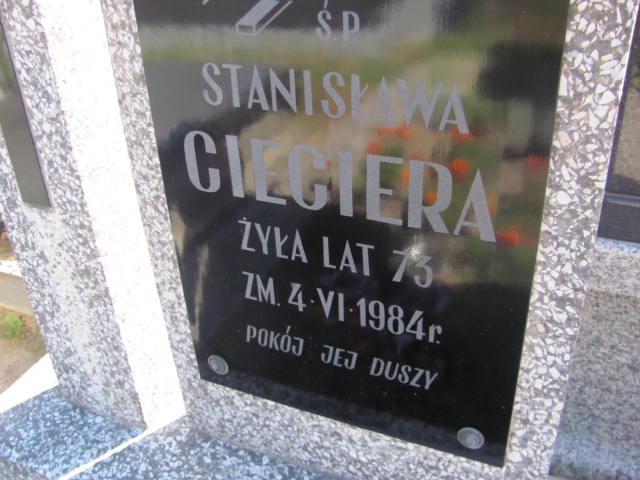 Ś.P.
STANISŁAWA
CIECIERA
ŻYŁA LAT 73
ZM. 4·VI·1984r.
POKÓJ JEJ DUSZY